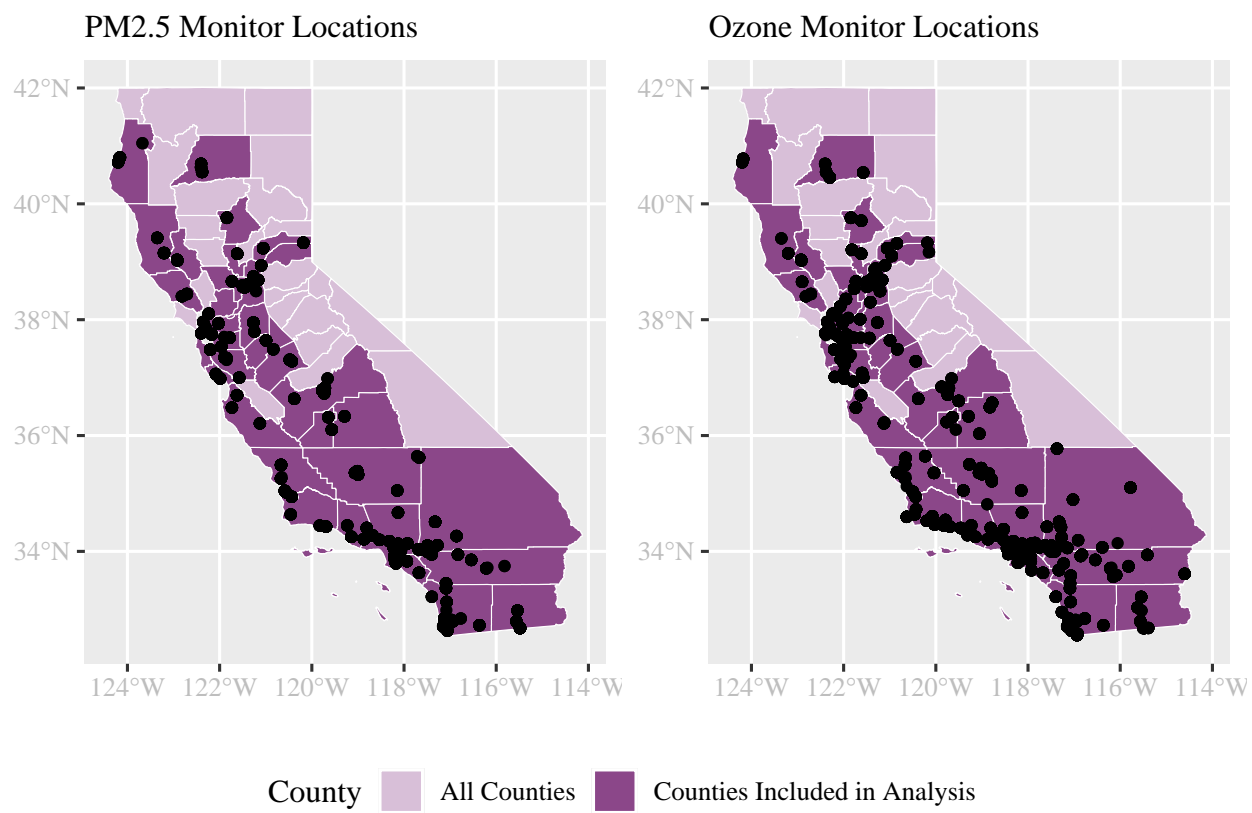 PM2.5 Monitor Locations
Ozone Monitor Locations
42°N
40°N
38°N
36°N
34°N
124°W 122°W 120°W 118°W 116°W 114°W
42°N
40°N
38°N
36°N
34°N
124°W 122°W 120°W 118°W 116°W 114°W
County All Counties Counties Included in Analysis